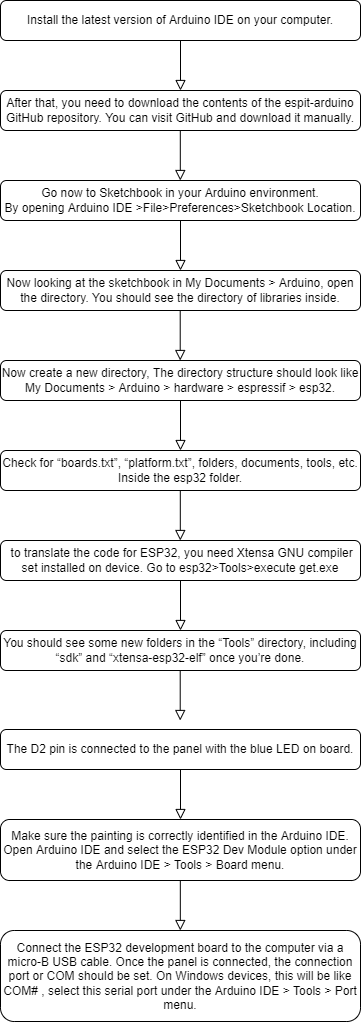 Install the latest version of Arduino IDE on your computer.
After that, you need to download the contents of the espit-arduino
GitHub repository. You can visit GitHub and download it manually.
Go now to Sketchbook in your Arduino environment.
By opening Arduino IDE >File>Preferences>Sketchbook Location.
Now looking at the sketchbook in My Documents > Arduino, open
the directory. You should see the directory of libraries inside.
Now create a new directory, The directory structure should look like
My Documents > Arduino > hardware > espressif > esp32.
Check for “boards.txt”, “platform.txt”, folders, documents, tools, etc.
Inside the esp32 folder.
to translate the code for ESP32, you need Xtensa GNU compiler
set installed on device. Go to esp32>Tools>execute get.exe
You should see some new folders in the “Tools” directory, including
“sdk” and “xtensa-esp32-elf” once you’re done.
The D2 pin is connected to the panel with the blue LED on board.
Make sure the painting is correctly identified in the Arduino IDE.
Open Arduino IDE and select the ESP32 Dev Module option under
the Arduino IDE > Tools > Board menu.
Connect the ESP32 development board to the computer via a
micro-B USB cable. Once the panel is connected, the connection
port or COM should be set. On Windows devices, this will be like
COM# , select this serial port under the Arduino IDE > Tools > Port
menu.